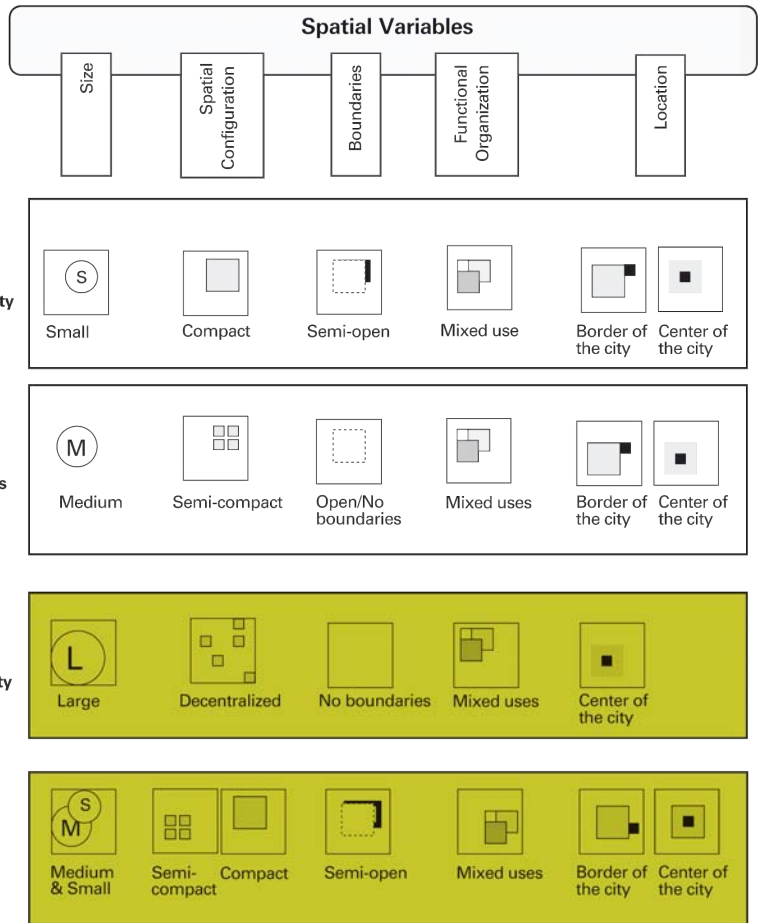 Spatial Variables
Size
Spatial
Configuration
Boundaries
Functional
Organization
Location
ty
S
Small
Compact
Semi-open
Mixed use
Border of
the city
Center of
the city
s
M
Medium
Semi-compact
Open/No
boundaries
Mixed uses
Border of
the city
Center of
the city
ty
L
Large
Decentralized
No boundaries
Mixed uses
Center of
the city
S
M
Medium
& Small
Semi-
compact
Compact
Semi-open
Mixed uses
Border of
the city
Center of
the city